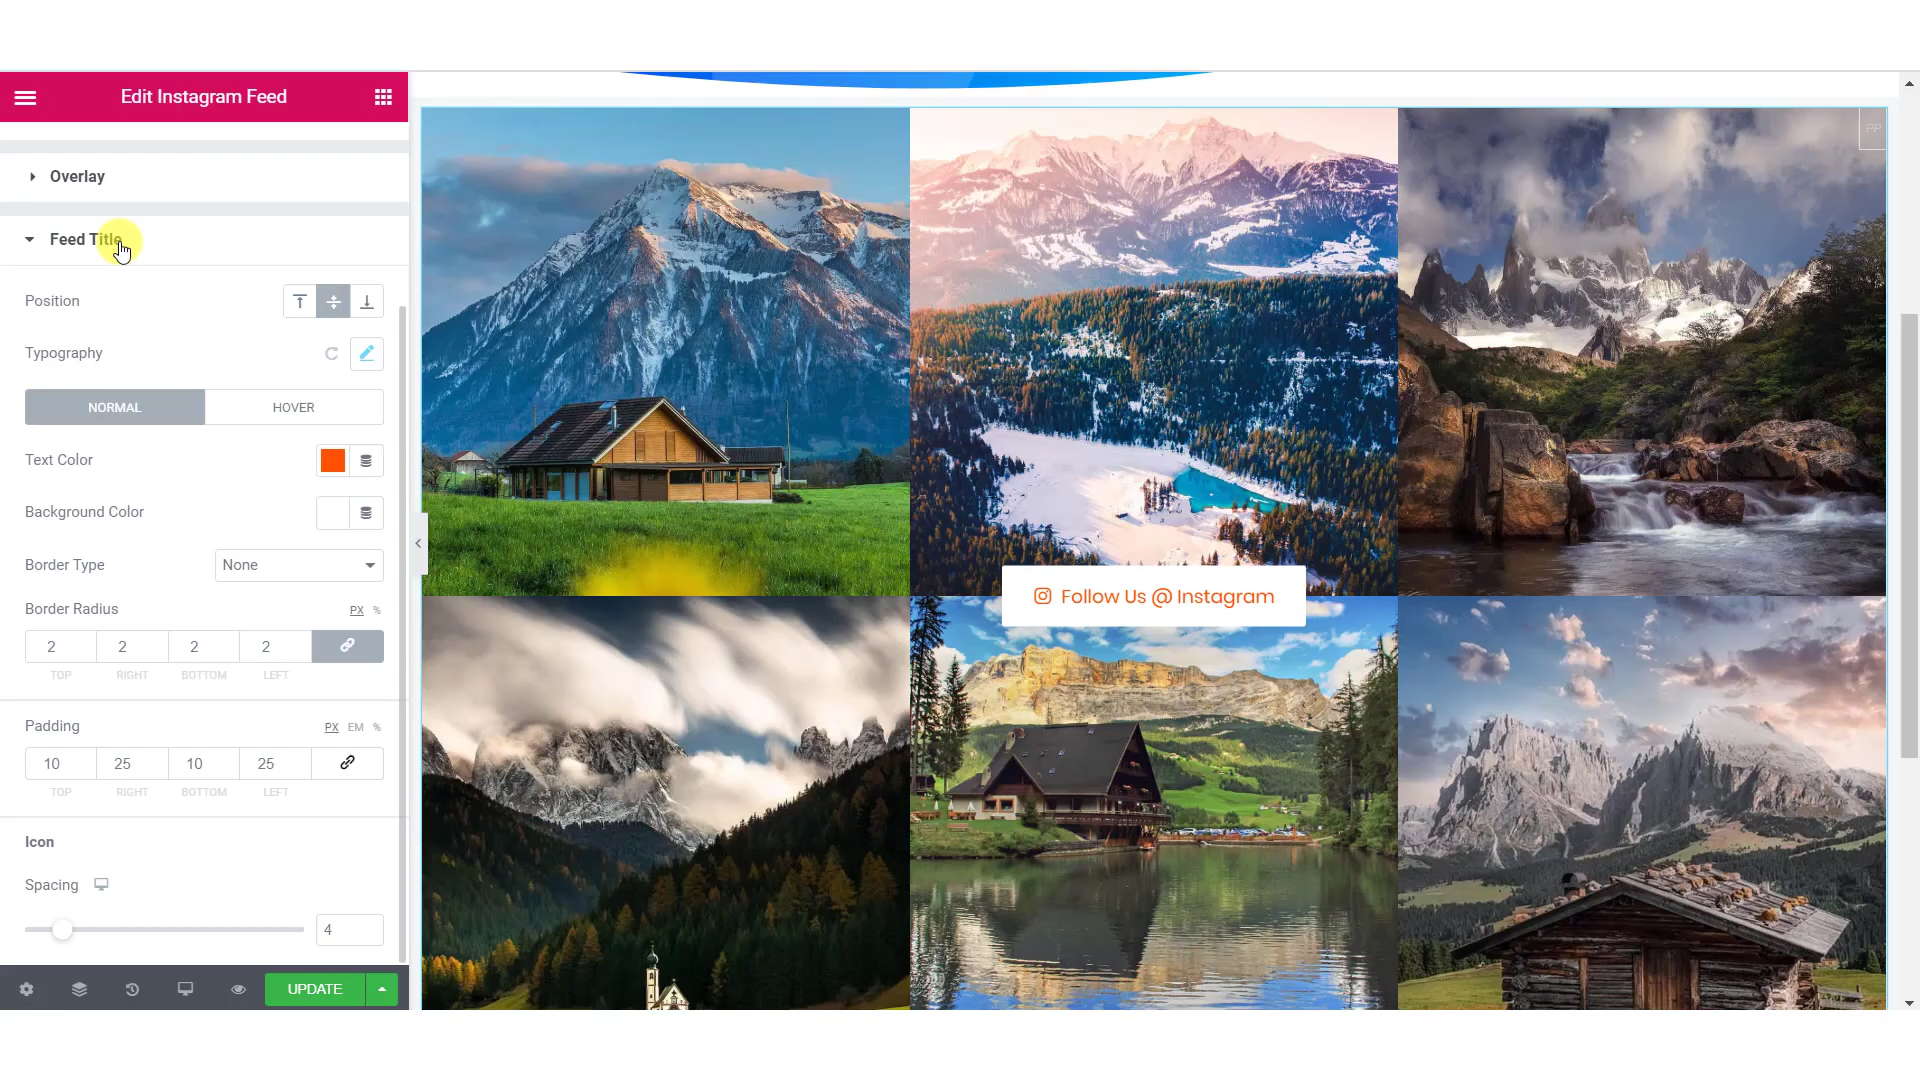 Edit Instagram Feed
Overlay
Feed Title
Position
Typography
NORMAL HOVER
Text Color
Background Color
Border Type None
Border Radius PX %
2 2 2 2
TOP RIGHT BOTTOM LEFT
Padding PX EM %
10 25 10 25
TOP RIGHT BOTTOM LEFT
Icon
Spacing
4
UPDATE
PP
Follow Us @ Instagram